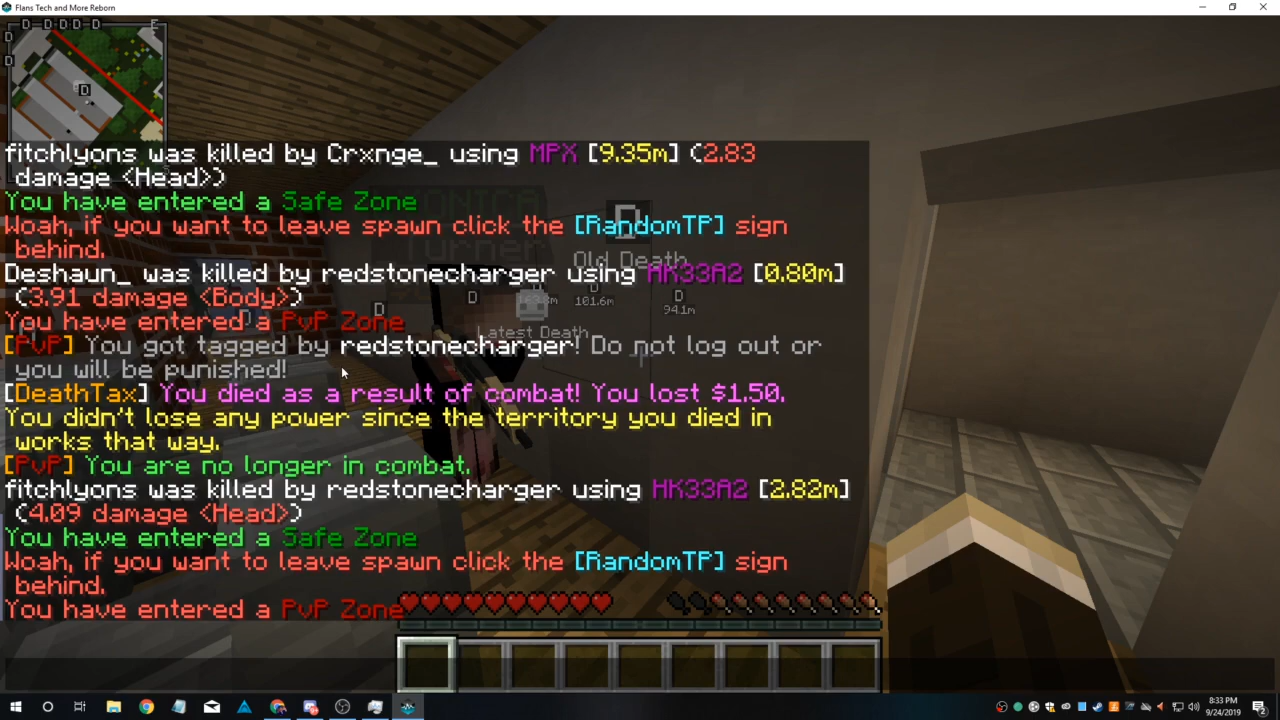 Flans Tech and More Reborn
D D D D D E
D
D
D
fitchlyons was killed by Crxnge_ using MPX [9.35m] (2.83
damage <Head>)
You have entered a Safe Zone
Woah, if you want to leave spawn click the [RandomTP] sign
behind.
Turner
D
Old Death
Deshaun_ was killed by redstonecharger using HK33A2 [0.80m]
(3.91 damage <Body>)
D D D D
101.6m 94.1m
You have entered a PvP Zone
Latest Death
[PvP] You got tagged by redstonecharger! Do not log out or
you will be punished!
[DeathTax] You died as a result of combat! You lost $1.50.
You didn't lose any power since the territory you died in
works that way.
[PvP] You are no longer in combat.
fitchlyons was killed by redstonecharger using HK33A2 [2.82m]
(4.09 damage <Head>)
You have entered a Safe Zone
Woah, if you want to leave spawn click the [RandomTP] sign
behind.
You have entered a PvP Zone
8:33 PM
9/24/2019
2